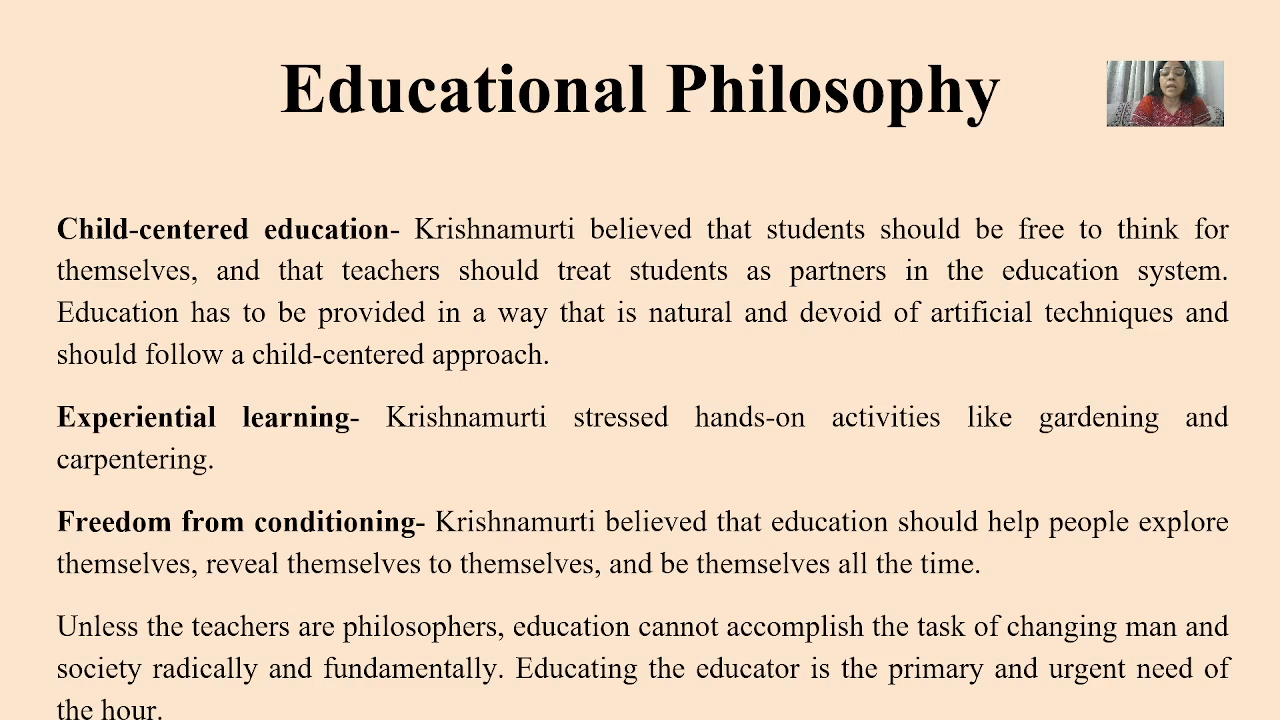 Educational Philosophy
Child-centered education- Krishnamurti believed that students should be free to think for
themselves, and that teachers should treat students as partners in the education system.
Education has to be provided in a way that is natural and devoid of artificial techniques and
should follow a child-centered approach.
Experiential learning- Krishnamurti stressed hands-on activities like gardening and
carpentering.
Freedom from conditioning- Krishnamurti believed that education should help people explore
themselves, reveal themselves to themselves, and be themselves all the time.
Unless the teachers are philosophers, education cannot accomplish the task of changing man and
society radically and fundamentally. Educating the educator is the primary and urgent need of
the hour.